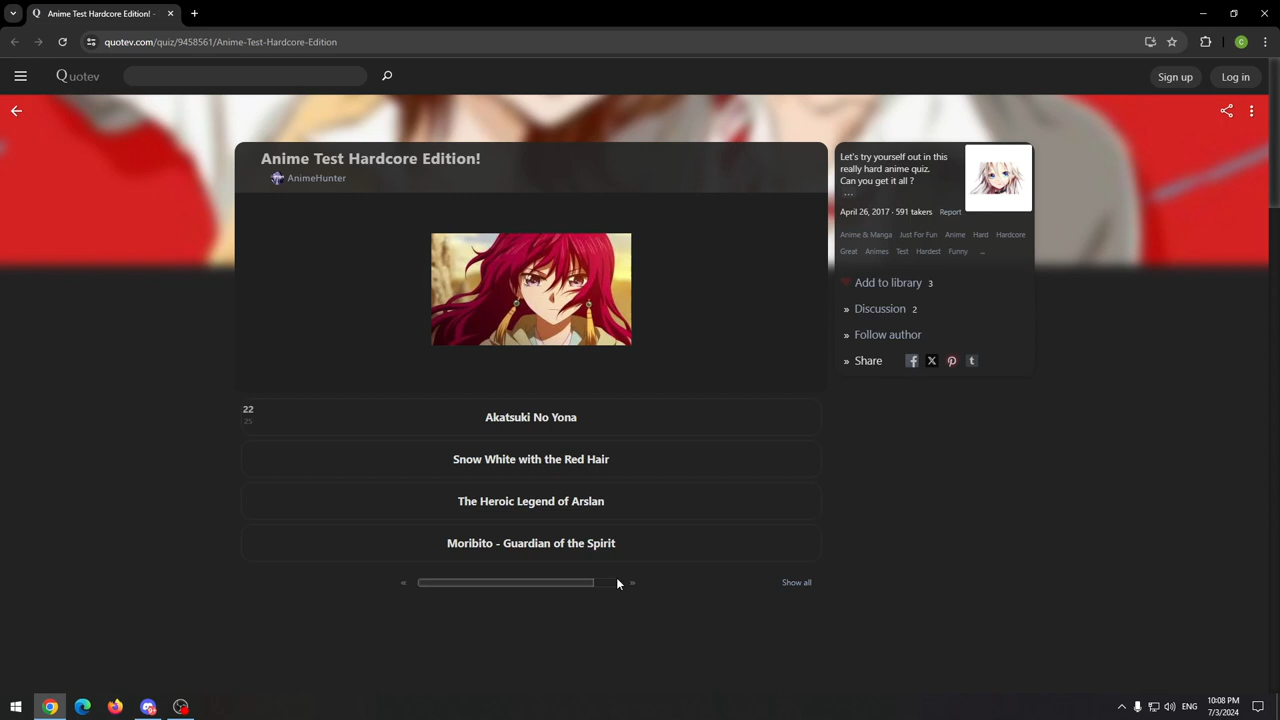 Anime Test Hardcore Edition! -
quotev.com/quiz/9458561/Anime-Test-Hardcore-Edition
C
Quotev
Sign up
Log in
Anime Test Hardcore Edition!
AnimeHunter
Let's try yourself out in this
really hard anime quiz.
Can you get it all ?
...
April 26, 2017 · 591 takers Report
Anime & Manga Just For Fun Anime Hard Hardcore
Great Animes Test Hardest Funny ...
Add to library 3
» Discussion 2
» Follow author
» Share
22
25
Akatsuki No Yona
Snow White with the Red Hair
The Heroic Legend of Arslan
Moribito - Guardian of the Spirit
« »
Show all
ENG
10:08 PM
7/3/2024